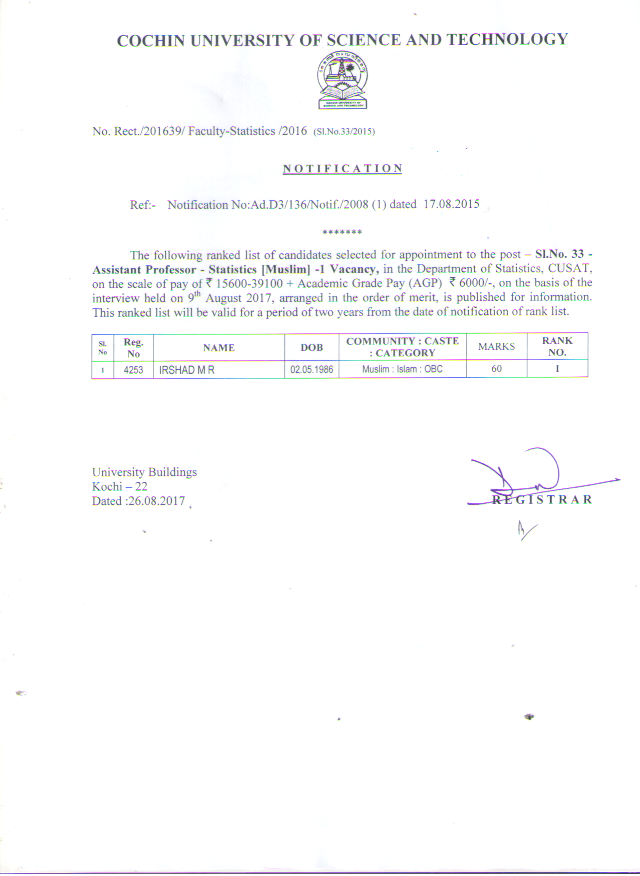 COCHIN UNIVERSITY OF SCIENCE AND TECHNOLOGY
COCHIN UNIVERSITY OF
SCIENCE AND TECHNOLOGY
No. Rect./201639/ Faculty-Statistics /2016 (Sl.No.33/2015)
NOTIFICATION
Ref:- Notification No:Ad.D3/136/Notif./2008 (1) dated 17.08.2015
*******
The following ranked list of candidates selected for appointment to the post – Sl.No. 33 -
Assistant Professor - Statistics [Muslim] -1 Vacancy, in the Department of Statistics, CUSAT,
on the scale of pay of ₹ 15600-39100 + Academic Grade Pay (AGP) ₹ 6000/-, on the basis of the
interview held on 9th August 2017, arranged in the order of merit, is published for information.
This ranked list will be valid for a period of two years from the date of notification of rank list.
Sl. No Reg. No NAME DOB COMMUNITY : CASTE : CATEGORY MARKS RANK NO.
1 4253 IRSHAD M R 02.05.1986 Muslim : Islam : OBC 60 1
University Buildings
Kochi – 22
Dated :26.08.2017
REGISTRAR